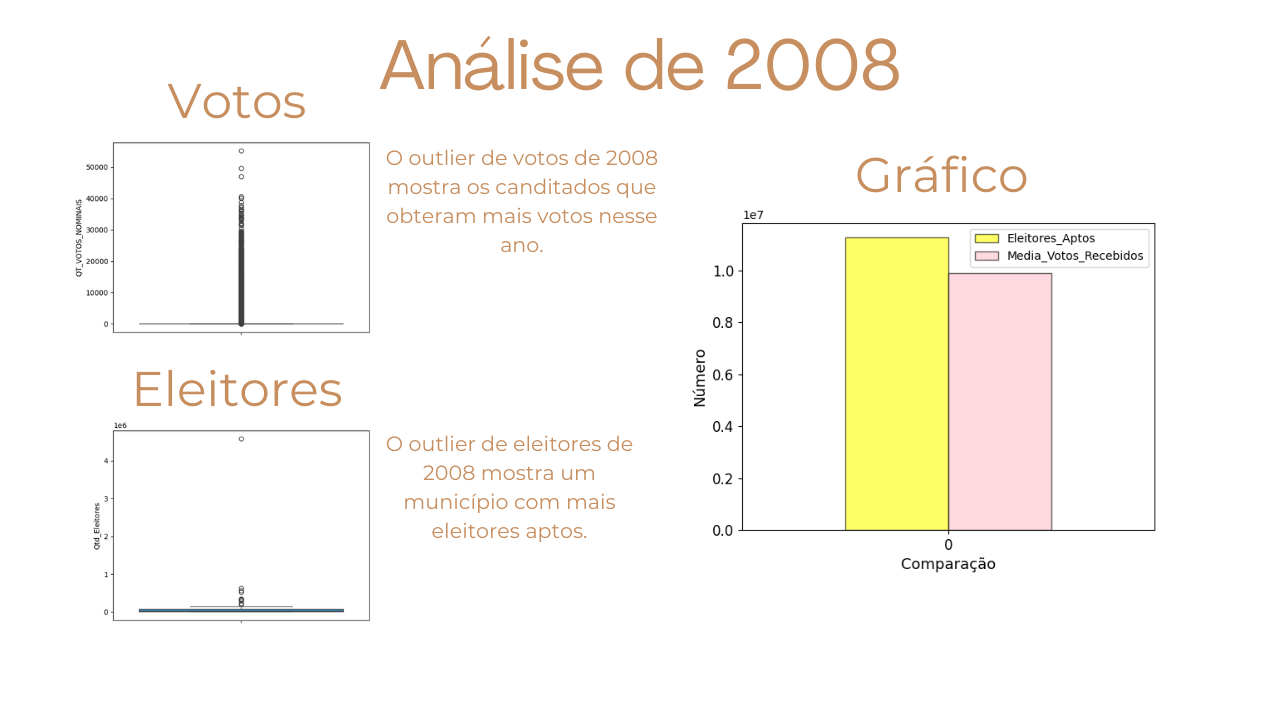 Análise de 2008
Votos
50000
40000
30000
20000
10000
0
QT_VOTOS_NOMINAIS
O outlier de votos de 2008
mostra os canditados que
obteram mais votos nesse
ano.
Eleitores
1e6
4
3
2
1
0
Qtd_Eleitores
O outlier de eleitores de
2008 mostra um
município com mais
eleitores aptos.
Gráfico
1e7
Eleitores_Aptos
Media_Votos_Recebidos
1.0
0.8
0.6
0.4
0.2
0.0
Número
0
Comparação